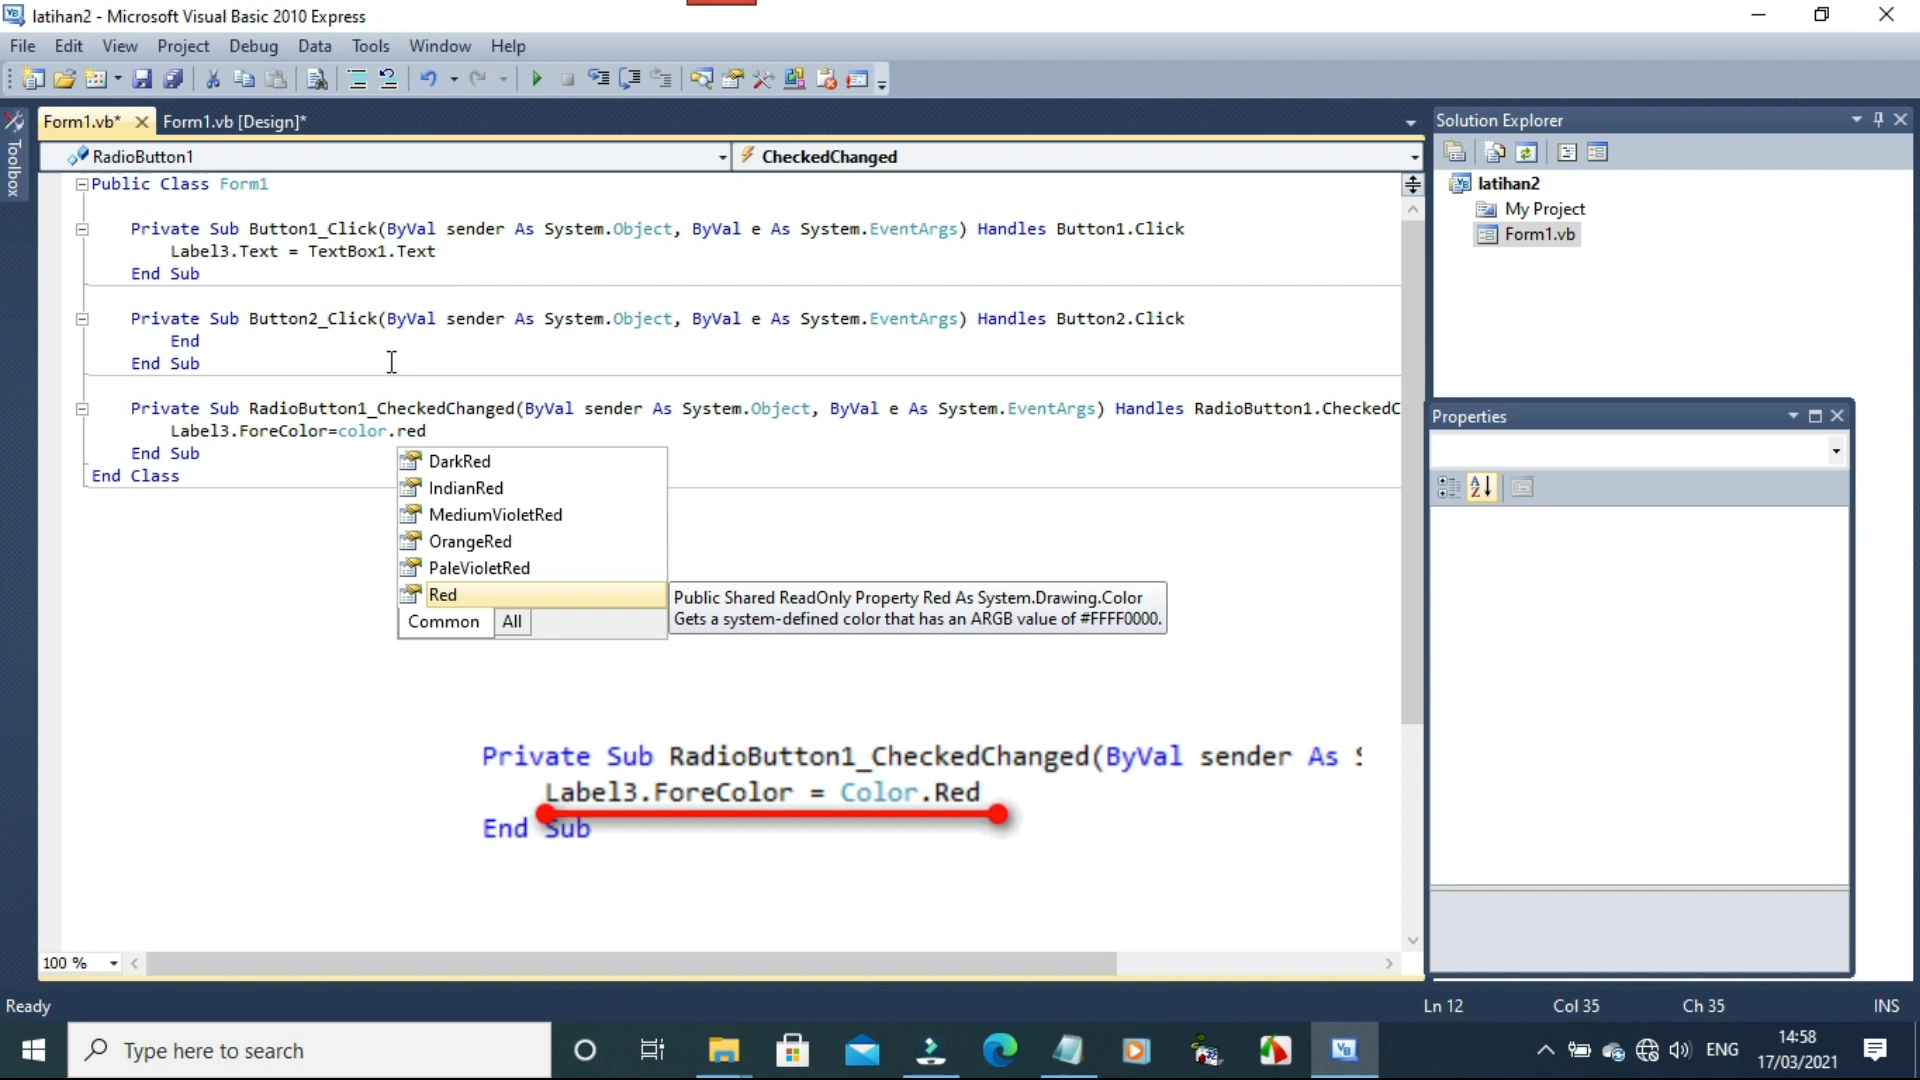 latihan2 - Microsoft Visual Basic 2010 Express
File Edit View Project Debug Data Tools Window Help
Form1.vb* Form1.vb [Design]*
RadioButton1 CheckedChanged
Toolbox
Public Class Form1
Private Sub Button1_Click(ByVal sender As System.Object, ByVal e As System.EventArgs) Handles Button1.Click
Label3.Text = TextBox1.Text
End Sub
Private Sub Button2_Click(ByVal sender As System.Object, ByVal e As System.EventArgs) Handles Button2.Click
End
End Sub
Private Sub RadioButton1_CheckedChanged(ByVal sender As System.Object, ByVal e As System.EventArgs) Handles RadioButton1.CheckedC
Label3.ForeColor=color.red
End Sub
End Class
DarkRed
IndianRed
MediumVioletRed
OrangeRed
PaleVioletRed
Red
Common All
Public Shared ReadOnly Property Red As System.Drawing.Color
Gets a system-defined color that has an ARGB value of #FFFF0000.
Private Sub RadioButton1_CheckedChanged(ByVal sender As
Label3.ForeColor = Color.Red
End Sub
100 %
Solution Explorer
latihan2
My Project
Form1.vb
Properties
Ready Ln 12 Col 35 Ch 35 INS
Type here to search
ENG
14:58
17/03/2021